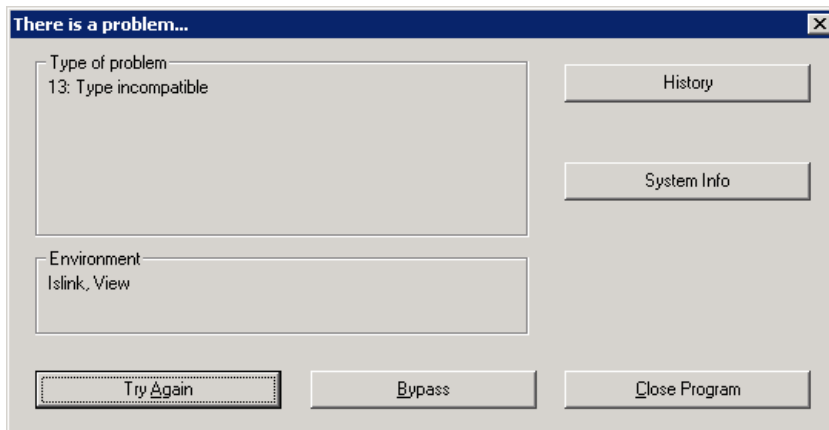 There is a problem...
Type of problem
13: Type incompatible
History
System Info
Environment
Islink, View
Try Again
Bypass
Close Program